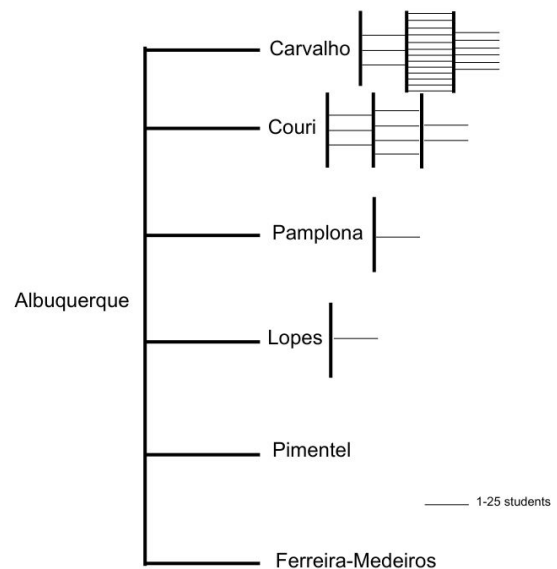 Carvalho
Couri
Pamplona
Albuquerque
Lopes
Pimentel
1-25 students
Ferreira-Medeiros